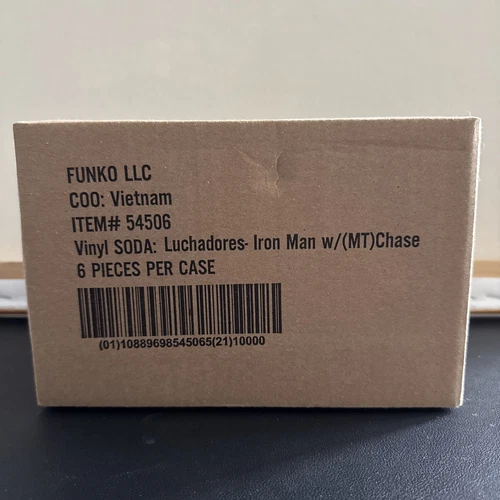 FUNKO LLC
COO: Vietnam
ITEM# 54506
Vinyl SODA: Luchadores- Iron Man w/(MT)Chase
6 PIECES PER CASE
(01)10889698545065(21)10000